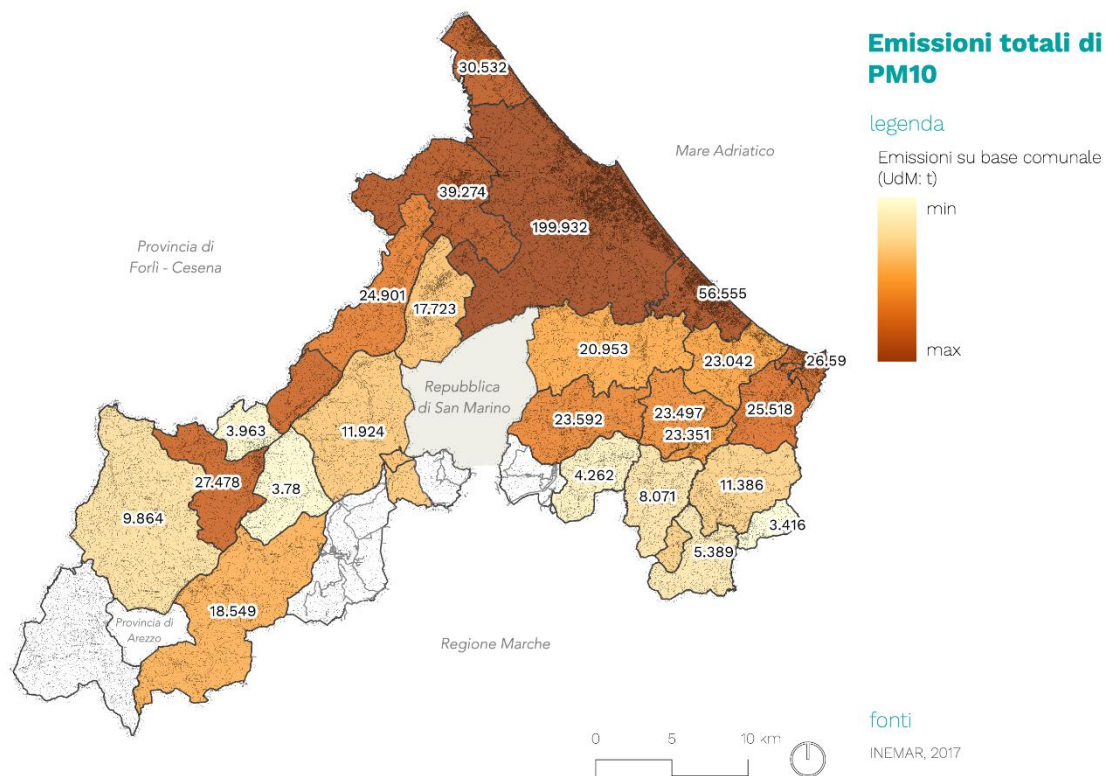 Emissioni totali di
PM10
legenda
Emissioni su base comunale
(UdM: t)
min
max
fonti
INEMAR, 2017
Mare Adriatico
Provincia di
Forlì - Cesena
Repubblica
di San Marino
Provincia di
Arezzo
Regione Marche
30.532
39.274
199.932
24.901
17.723
56.555
20.953
23.042
26.59
23.592
23.497
25.518
23.351
3.963
11.924
27.478
3.78
4.262
8.071
11.386
9.864
3.416
5.389
18.549
0 5 10 km